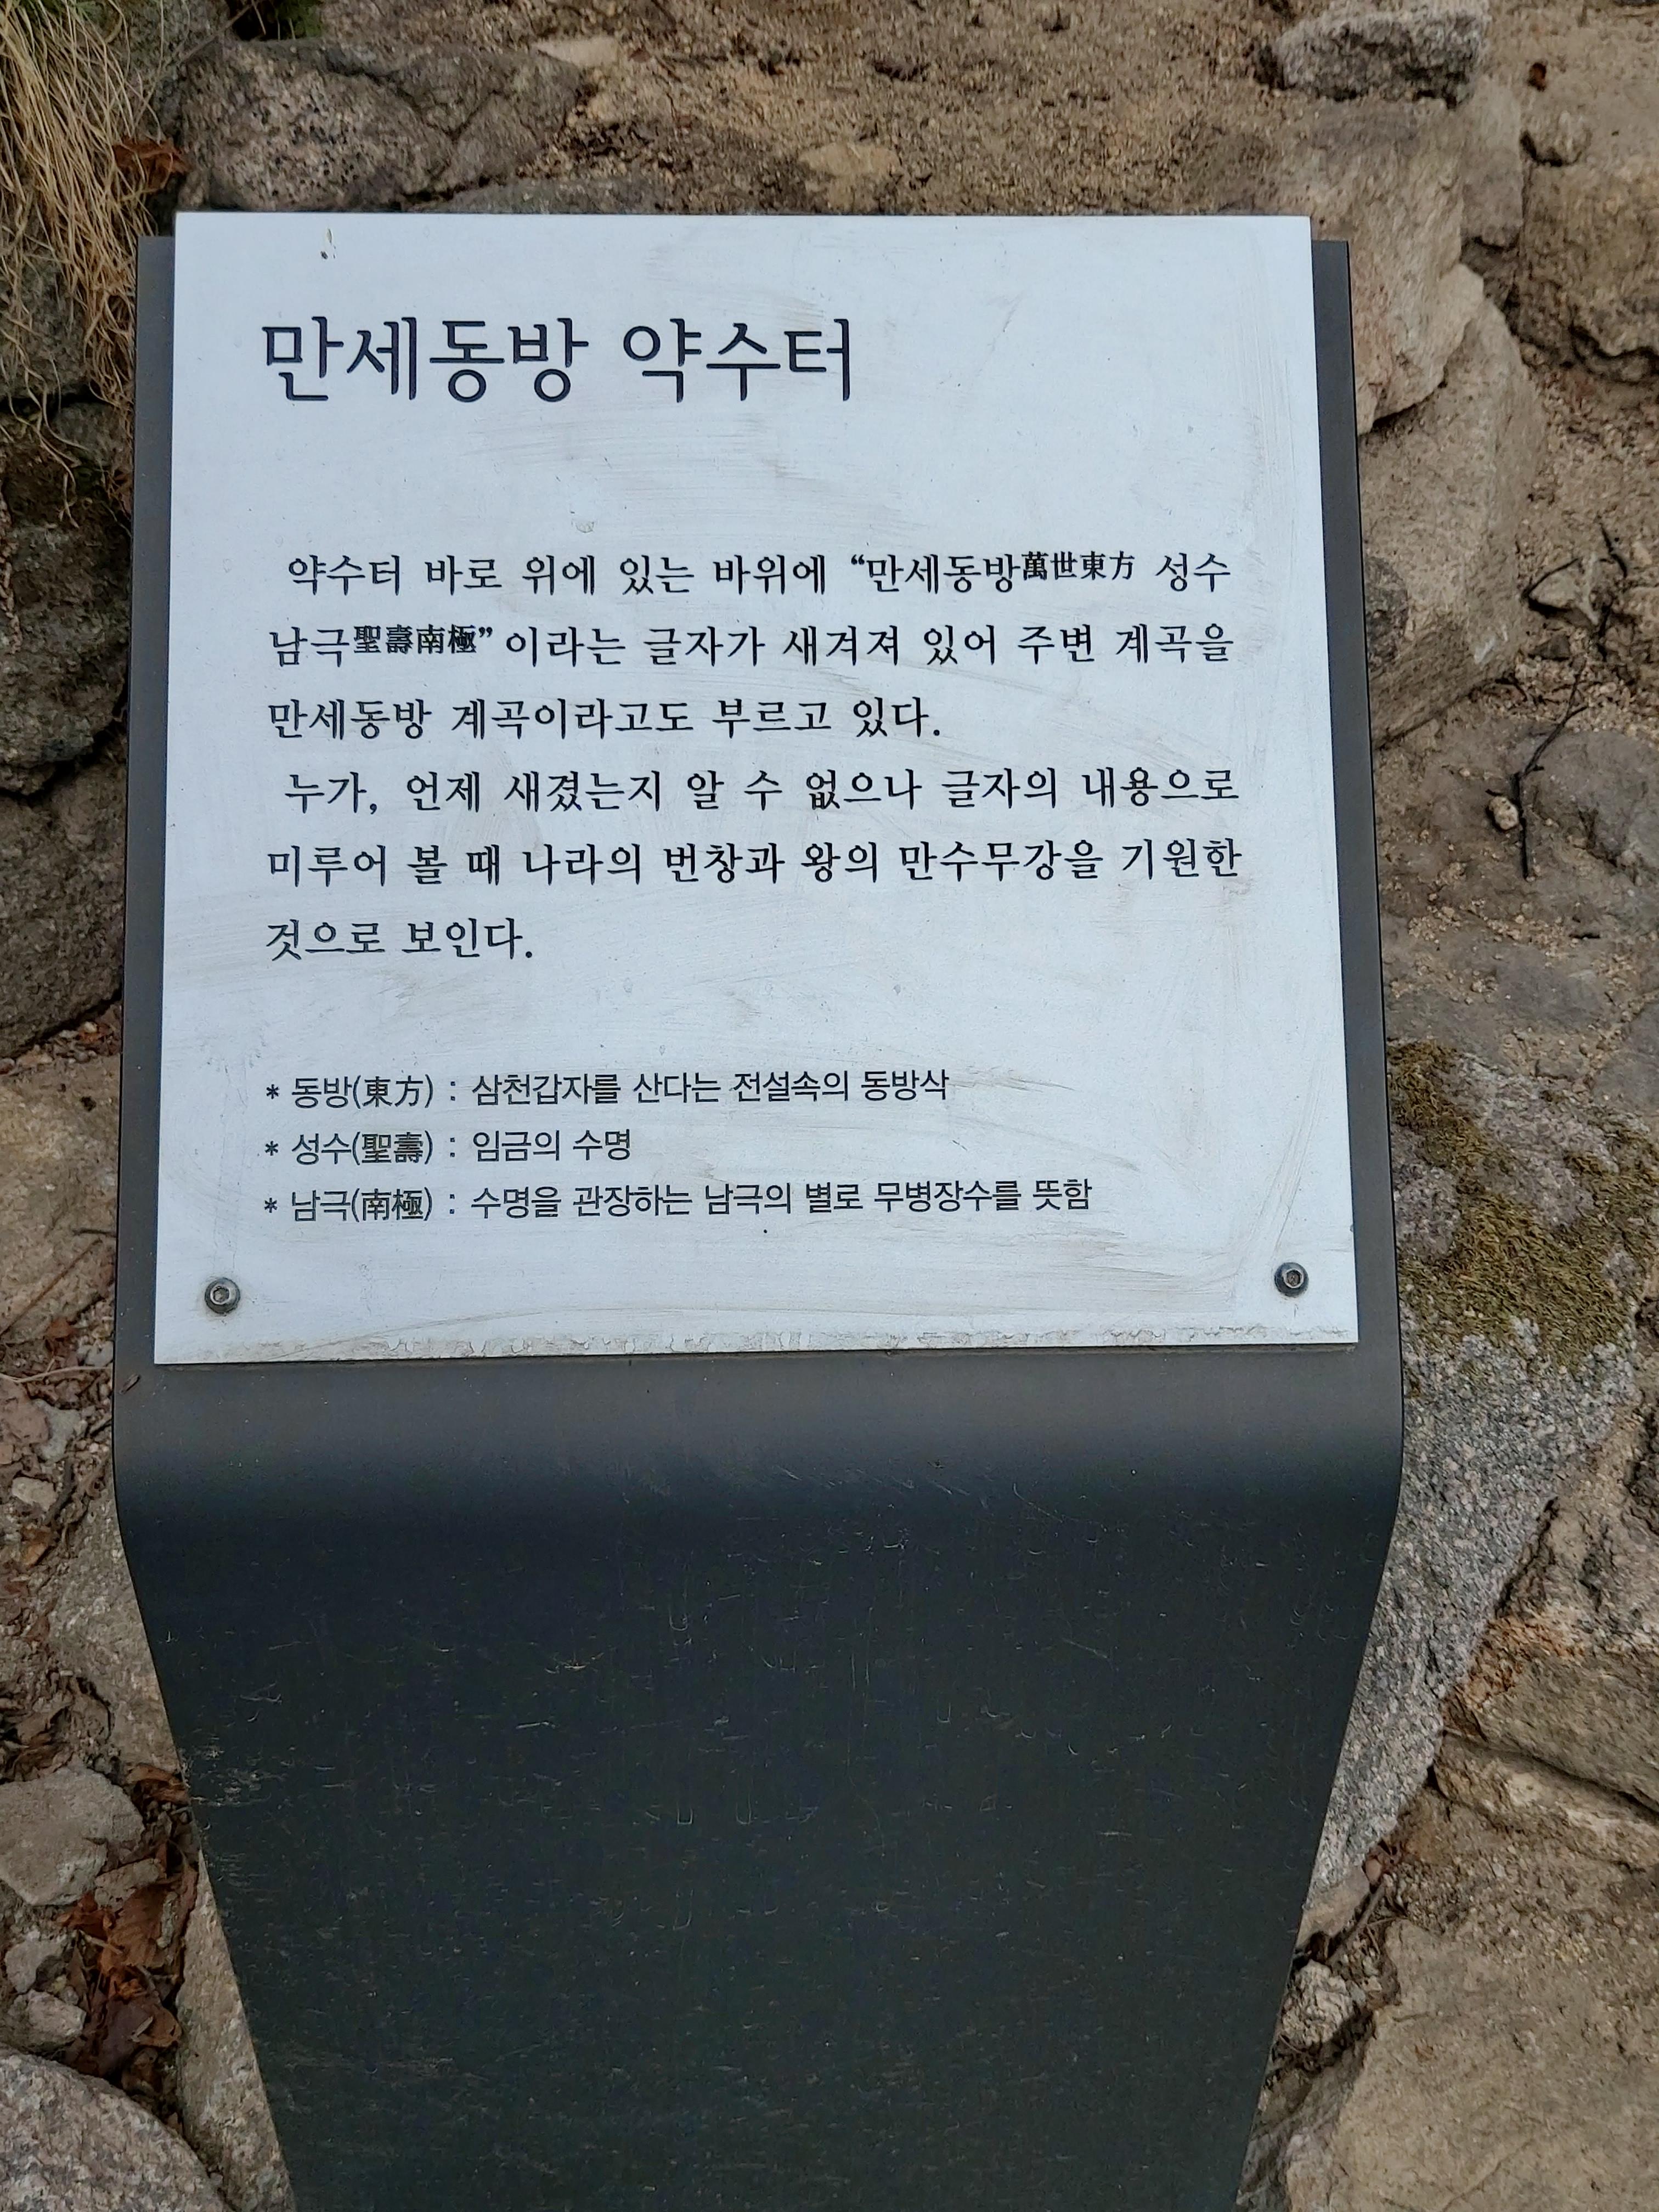 만세동방 약수터
약수터 바로 위에 있는 바위에 “만세동방萬世東方 성수
남극聖壽南極” 이라는 글자가 새겨져 있어 주변 계곡을
만세동방 계곡이라고도 부르고 있다.
누가, 언제 새겼는지 알 수 없으나 글자의 내용으로
미루어 볼 때 나라의 번창과 왕의 만수무강을 기원한
것으로 보인다.
* 동방(東方) : 삼천갑자를 산다는 전설속의 동방삭
* 성수(聖壽) : 임금의 수명
* 남극(南極) : 수명을 관장하는 남극의 별로 무병장수를 뜻함